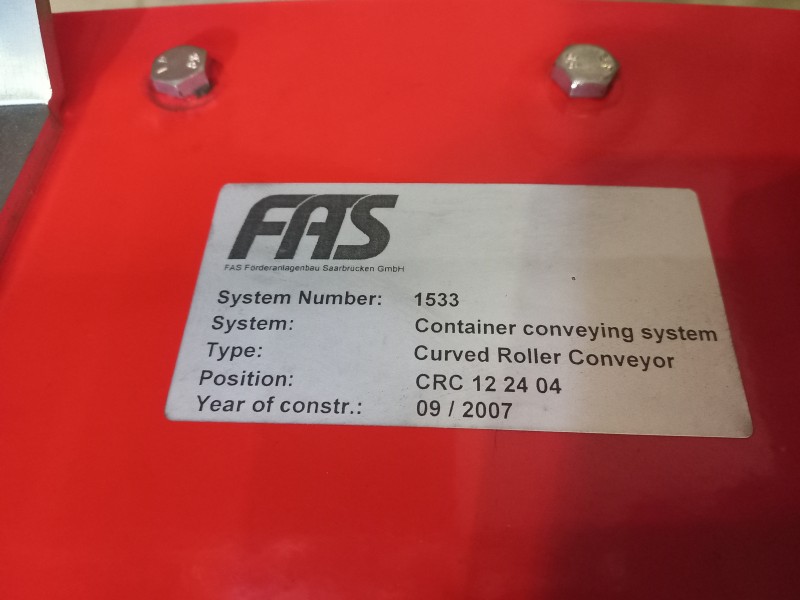 FAS
FAS Förderanlagenbau Saarbrücken GmbH
System Number: 1533
System: Container conveying system
Type: Curved Roller Conveyor
Position: CRC 12 24 04
Year of constr.: 09 / 2007